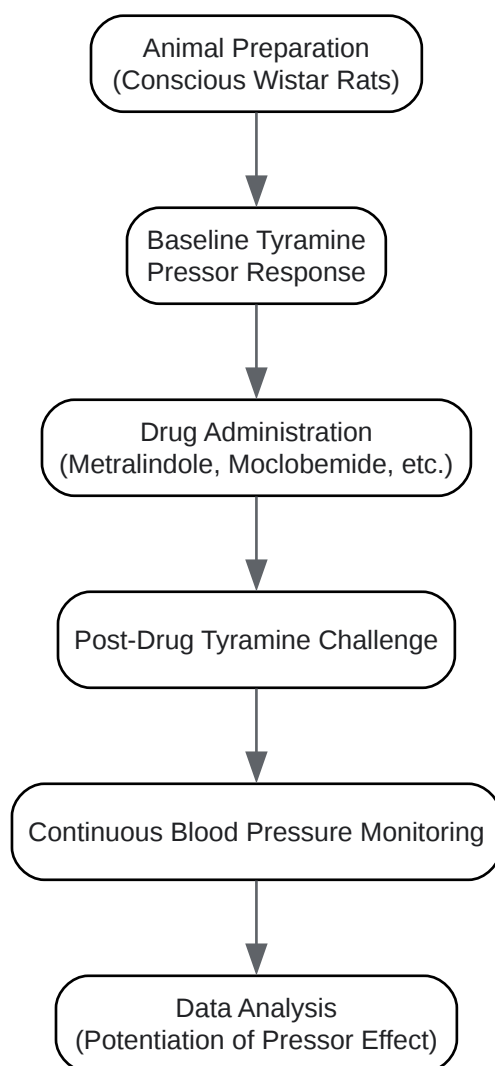 Animal Preparation
(Conscious Wistar Rats)
Baseline Tyramine
Pressor Response
Drug Administration
(Metralindole, Moclobemide, etc.)
Post-Drug Tyramine Challenge
Continuous Blood Pressure Monitoring
Data Analysis
(Potentiation of Pressor Effect)